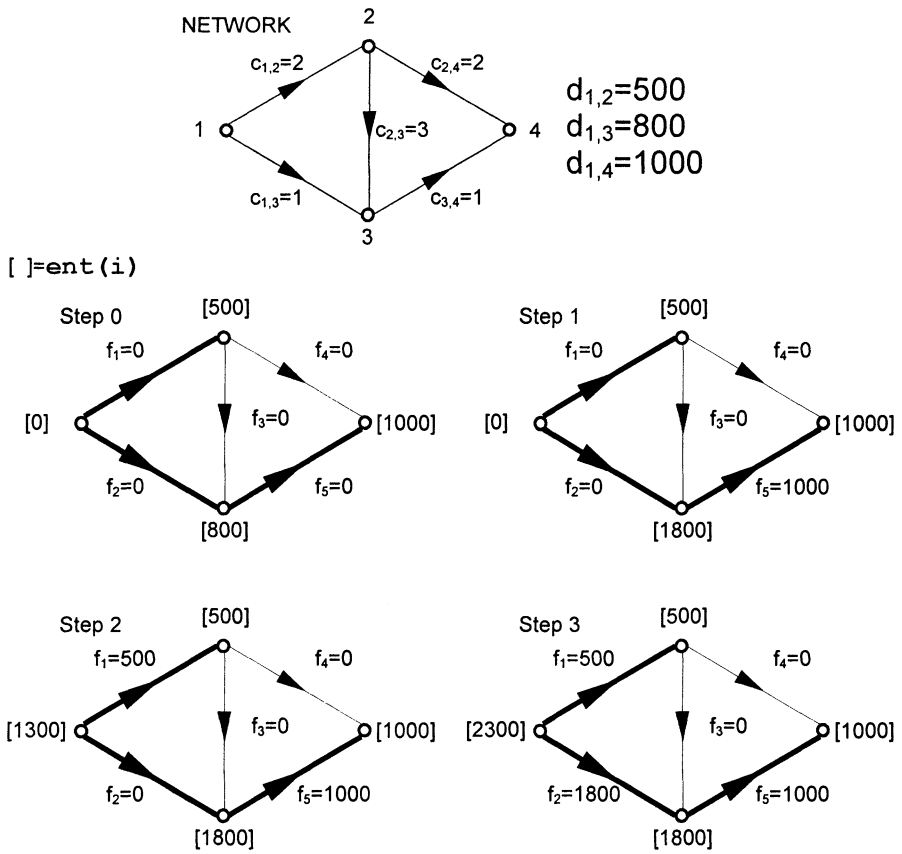 NETWORK
2
c1,2=2
c2,4=2
1
c2,3=3
4
c1,3=1
c3,4=1
3
d1,2=500
d1,3=800
d1,4=1000
[ ]=ent(i)
Step 0
[500]
f1=0
f4=0
[0]
f3=0
[1000]
f2=0
f5=0
[800]
Step 1
[500]
f1=0
f4=0
[0]
f3=0
[1000]
f2=0
f5=1000
[1800]
Step 2
[500]
f1=500
f4=0
[1300]
f3=0
[1000]
f2=0
f5=1000
[1800]
Step 3
[500]
f1=500
f4=0
[2300]
f3=0
[1000]
f2=1800
f5=1000
[1800]